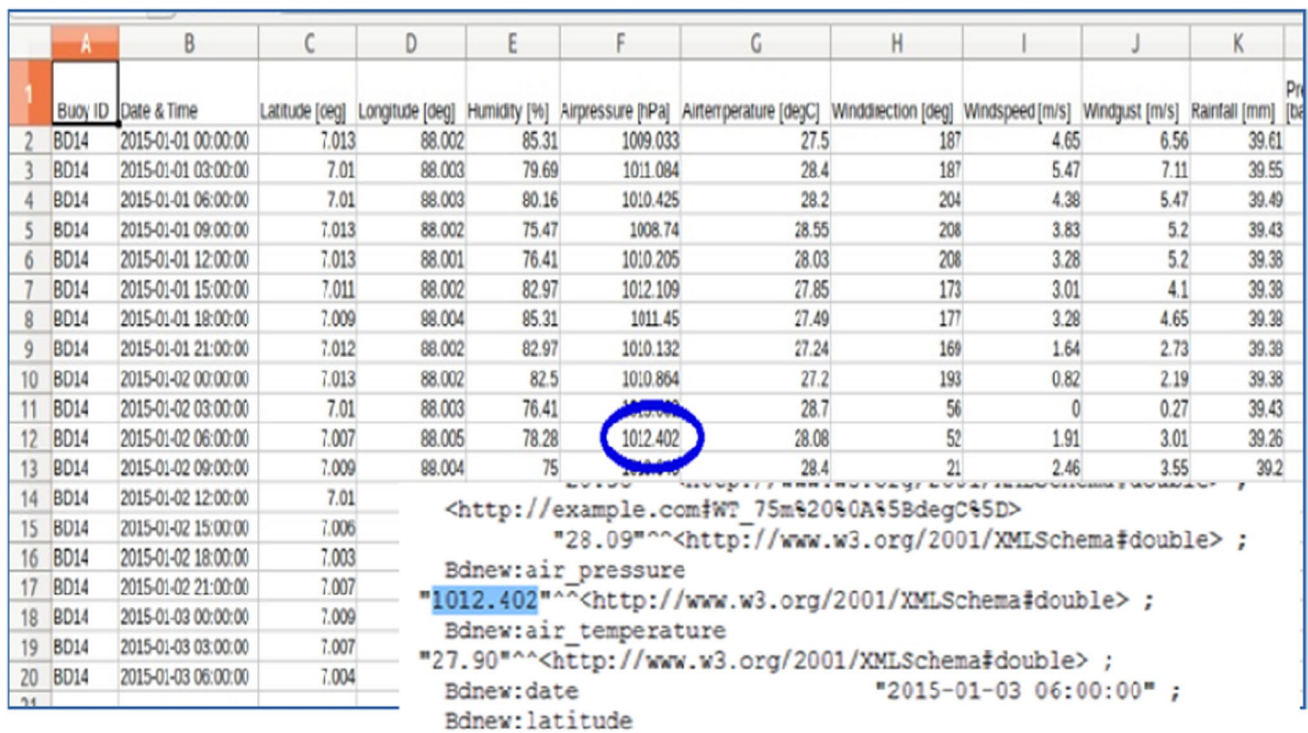 A B C D E F G H I J K
1 Buoy ID Date & Time Latitude [deg] Longitude [deg] Humidity [%] Airpressure [hPa] Airtemperature [degC] Winddirection [deg] Windspeed [m/s] Windgust [m/s] Rainfall [mm]
2 BD14 2015-01-01 00:00:00 7.013 88.002 85.31 1009.033 27.5 187 4.65 6.56 39.61
3 BD14 2015-01-01 03:00:00 7.01 88.003 79.69 1011.084 28.4 187 5.47 7.11 39.55
4 BD14 2015-01-01 06:00:00 7.01 88.003 80.16 1010.425 28.2 204 4.38 5.47 39.49
5 BD14 2015-01-01 09:00:00 7.013 88.002 75.47 1008.74 28.55 208 3.83 5.2 39.43
6 BD14 2015-01-01 12:00:00 7.013 88.001 76.41 1010.205 28.03 208 3.28 5.2 39.38
7 BD14 2015-01-01 15:00:00 7.011 88.002 82.97 1012.109 27.85 173 3.01 4.1 39.38
8 BD14 2015-01-01 18:00:00 7.009 88.004 85.31 1011.45 27.49 177 3.28 4.65 39.38
9 BD14 2015-01-01 21:00:00 7.012 88.002 82.97 1010.132 27.24 169 1.64 2.73 39.38
10 BD14 2015-01-02 00:00:00 7.013 88.002 82.5 1010.864 27.2 193 0.82 2.19 39.38
11 BD14 2015-01-02 03:00:00 7.01 88.003 76.41 28.7 56 0 0.27 39.43
12 BD14 2015-01-02 06:00:00 7.007 88.005 78.28 1012.402 28.08 52 1.91 3.01 39.26
13 BD14 2015-01-02 09:00:00 7.009 88.004 75 28.4 21 2.46 3.55 39.2
14 BD14 2015-01-02 12:00:00 7.01
15 BD14 2015-01-02 15:00:00 7.006
16 BD14 2015-01-02 18:00:00 7.003
17 BD14 2015-01-02 21:00:00 7.007
18 BD14 2015-01-03 00:00:00 7.009
19 BD14 2015-01-03 03:00:00 7.007
20 BD14 2015-01-03 06:00:00 7.004
<http://example.com#WT_75m%20%0A%5BdegC%5D>
"28.09"^^<http://www.w3.org/2001/XMLSchema#double> ;
Bdnew:air_pressure
"1012.402"^^<http://www.w3.org/2001/XMLSchema#double> ;
Bdnew:air_temperature
"27.90"^^<http://www.w3.org/2001/XMLSchema#double> ;
Bdnew:date "2015-01-03 06:00:00" ;
Bdnew:latitude